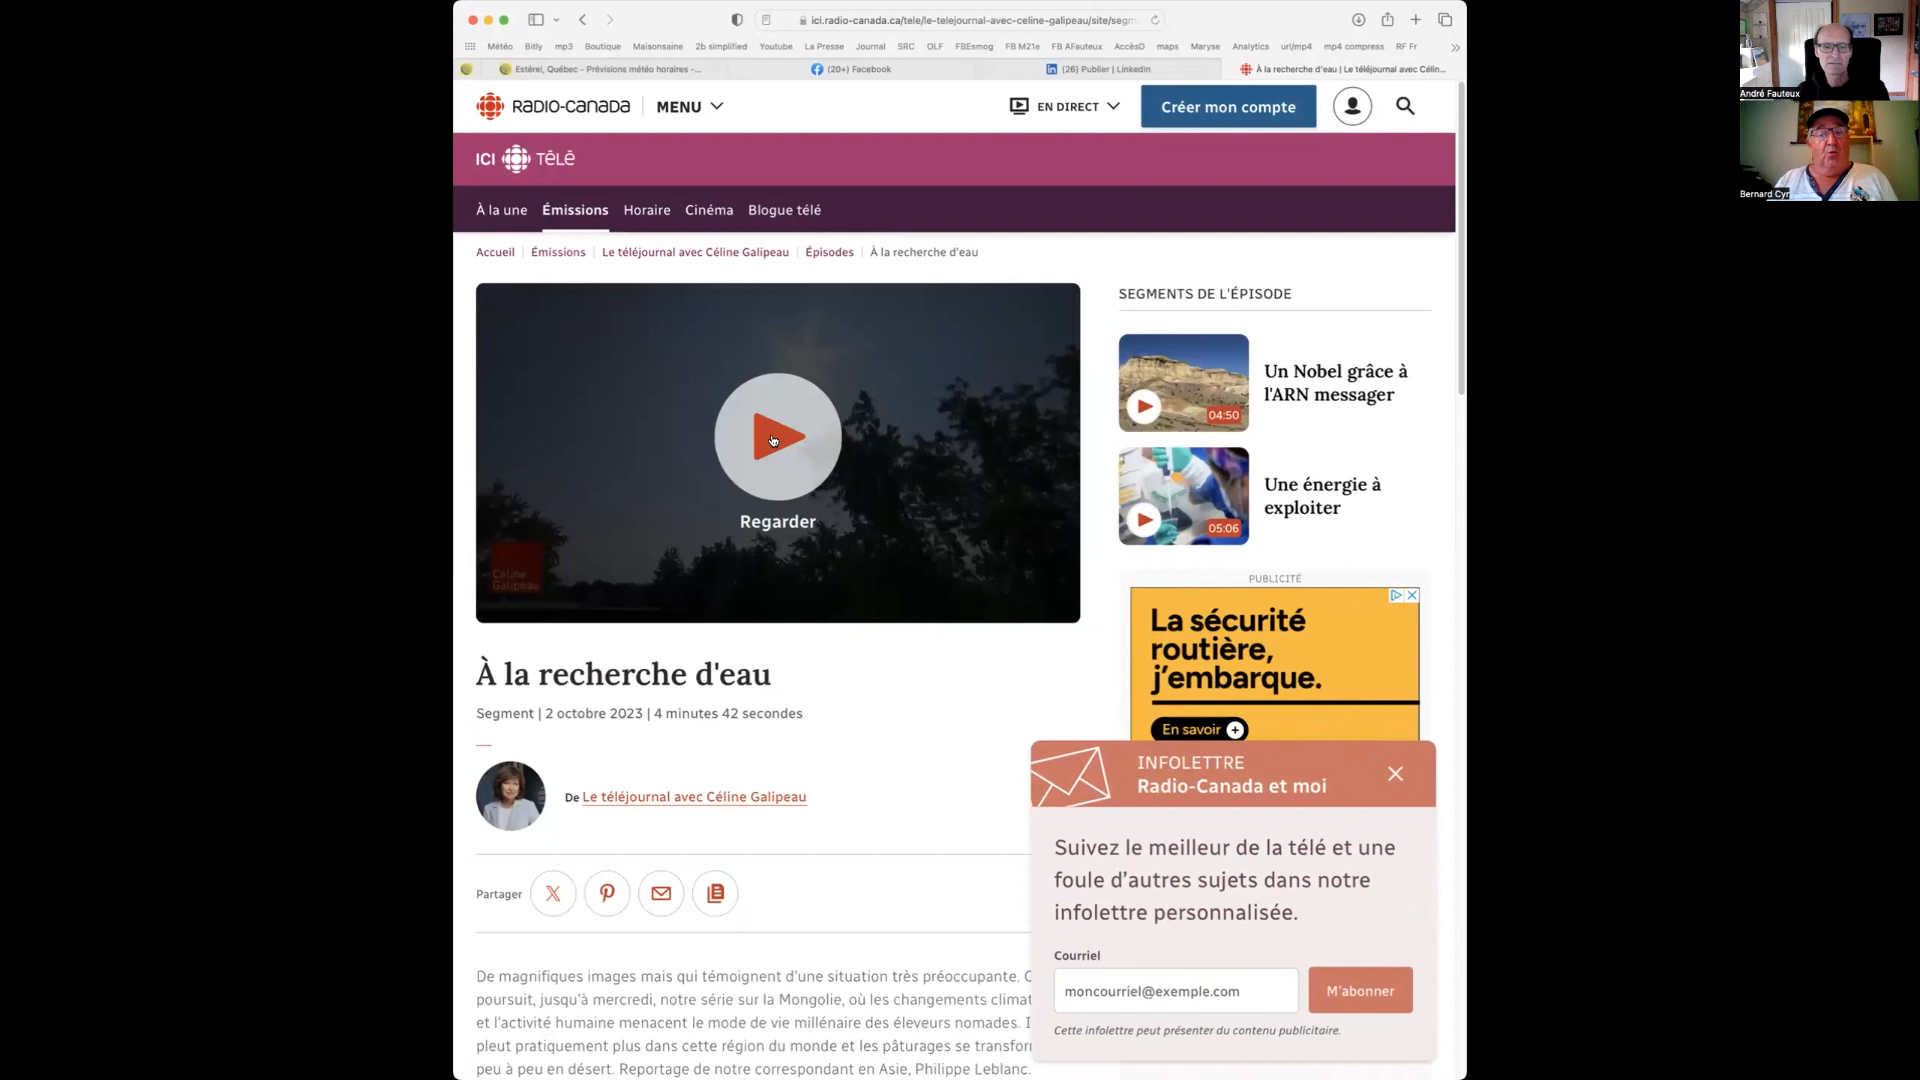 ici.radio-canada.ca/tele/le-telejournal-avec-celine-galipeau/site/segm
Météo Bitly mp3 Boutique Maisonsaine 2b simplified Youtube La Presse Journal SRC OLF FBEsmog FB M21e FB AFauteux AccèsD maps Maryse Analytics url/mp4 mp4 compress RF Fr
Estérel, Québec - Prévisions météo horaires -...
(20+) Facebook
(26) Publier | LinkedIn
À la recherche d'eau | Le téléjournal avec Célin...
RADIO-CANADA
MENU
EN DIRECT
Créer mon compte
ICI TÉLÉ
À la une Émissions Horaire Cinéma Blogue télé
Accueil Émissions Le téléjournal avec Céline Galipeau Épisodes À la recherche d'eau
Regarder
Céline
Galipeau
SEGMENTS DE L'ÉPISODE
Un Nobel grâce à
l'ARN messager
04:50
Une énergie à
exploiter
05:06
PUBLICITÉ
La sécurité
routière,
j'embarque.
En savoir +
À la recherche d'eau
Segment | 2 octobre 2023 | 4 minutes 42 secondes
De Le téléjournal avec Céline Galipeau
Partager
De magnifiques images mais qui témoignent d'une situation très préoccupante.
poursuit, jusqu'à mercredi, notre série sur la Mongolie, où les changements climat
et l'activité humaine menacent le mode de vie millénaire des éleveurs nomades. I
pleut pratiquement plus dans cette région du monde et les pâturages se transfor
peu à peu en désert. Reportage de notre correspondant en Asie, Philippe Leblanc.
INFOLETTRE
Radio-Canada et moi
Suivez le meilleur de la télé et une
foule d'autres sujets dans notre
infolettre personnalisée.
Courriel
moncourriel@exemple.com
M'abonner
Cette infolettre peut présenter du contenu publicitaire.
André Fauteux
Bernard Cyr